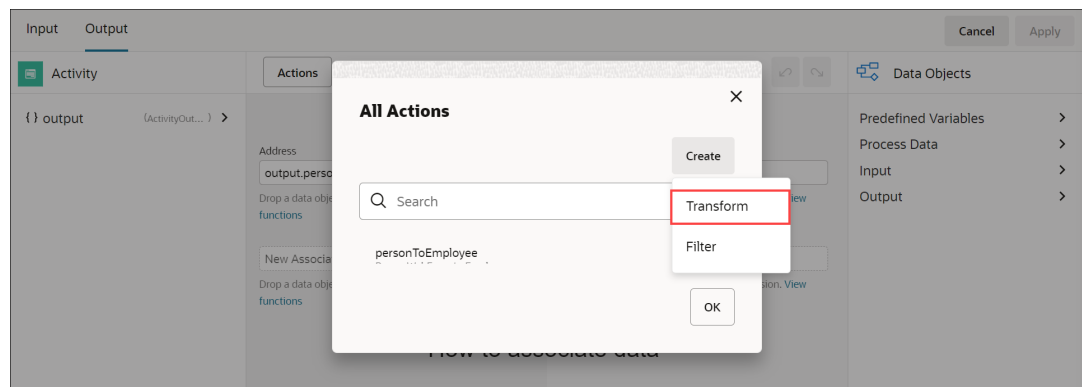 Input Output
Cancel Apply
Activity
Actions
Data Objects
{ } output (ActivityOut... )
All Actions
Create
Search
Transform
Filter
personToEmployee
OK
Address
output.perso
Drop a data obje
functions
iew
New Associa
Drop a data obje
sion. View
functions
Predefined Variables
Process Data
Input
Output